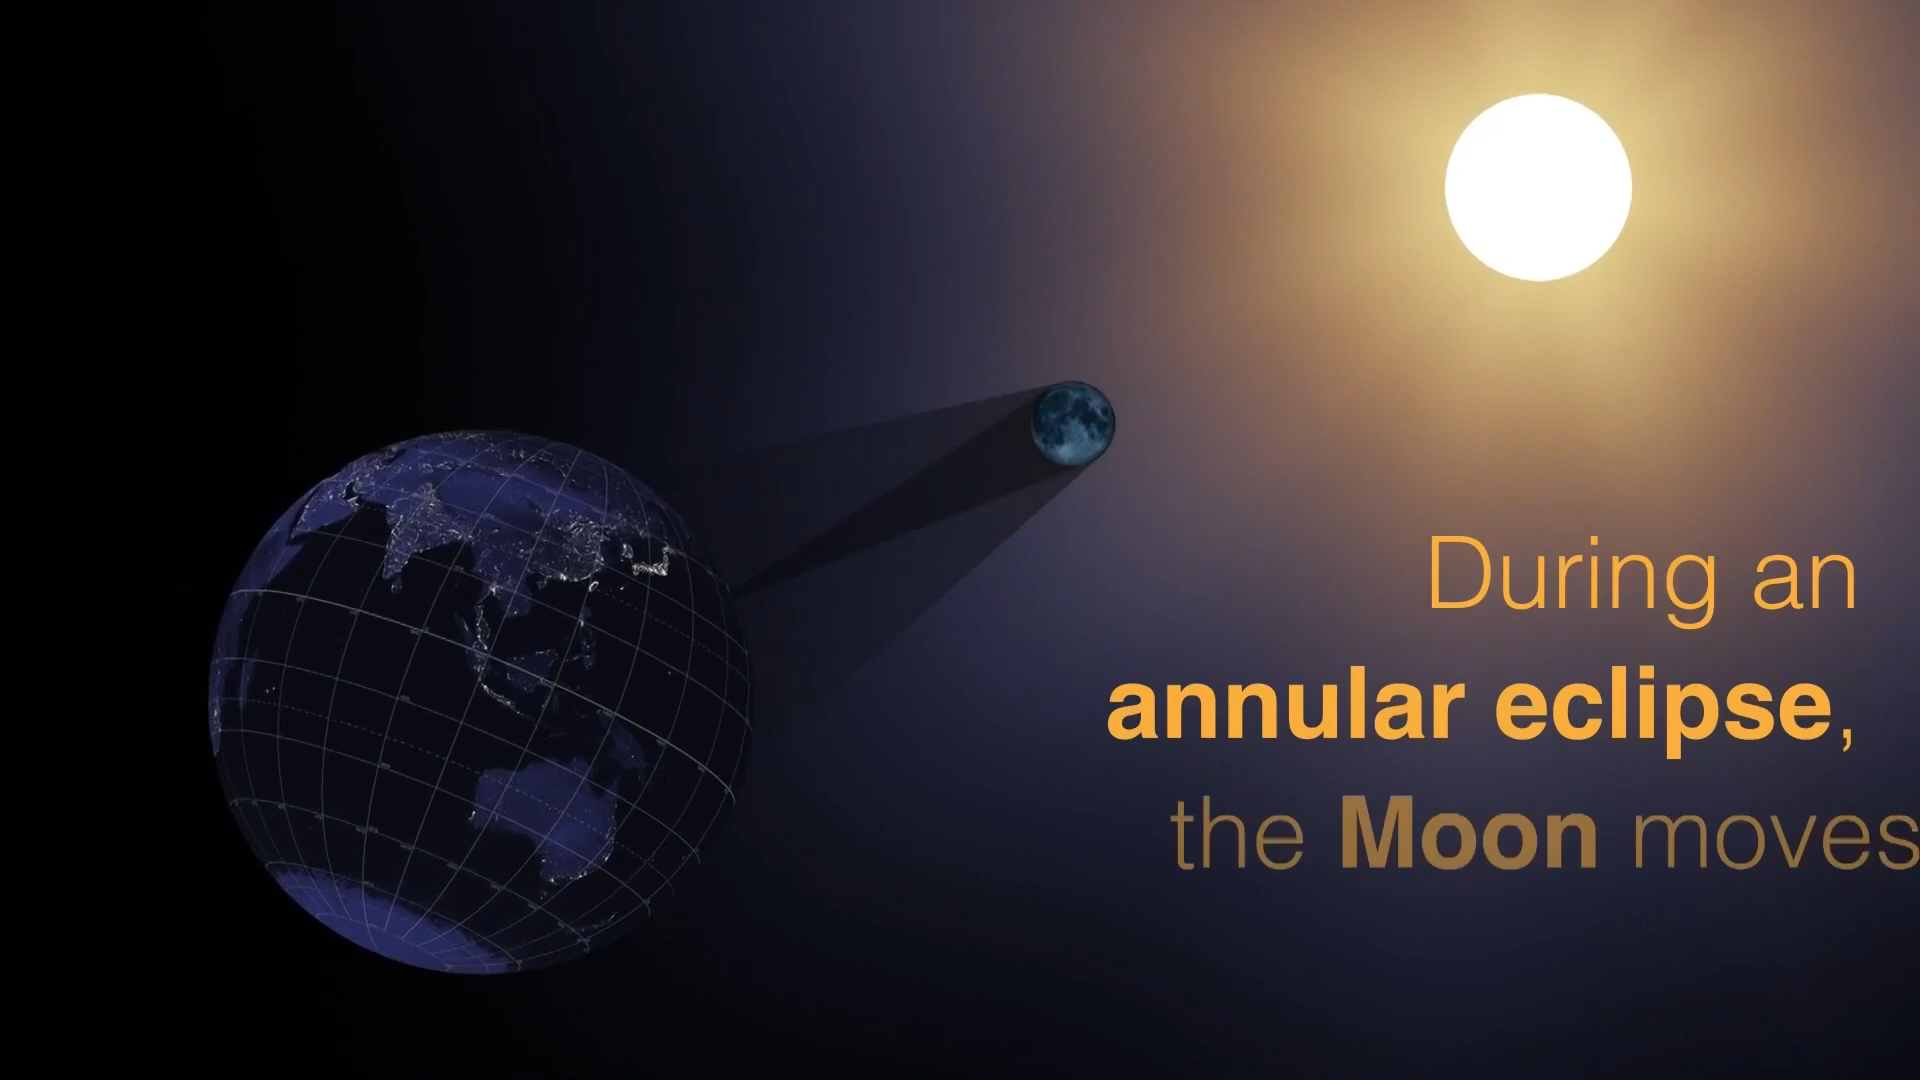 During an
annular eclipse,
the Moon moves